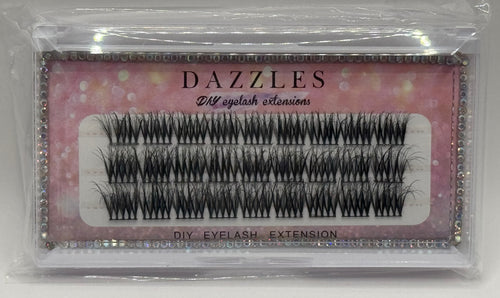 DAZZLES
DIY eyelash extensions
DIY EYELASH EXTENSION